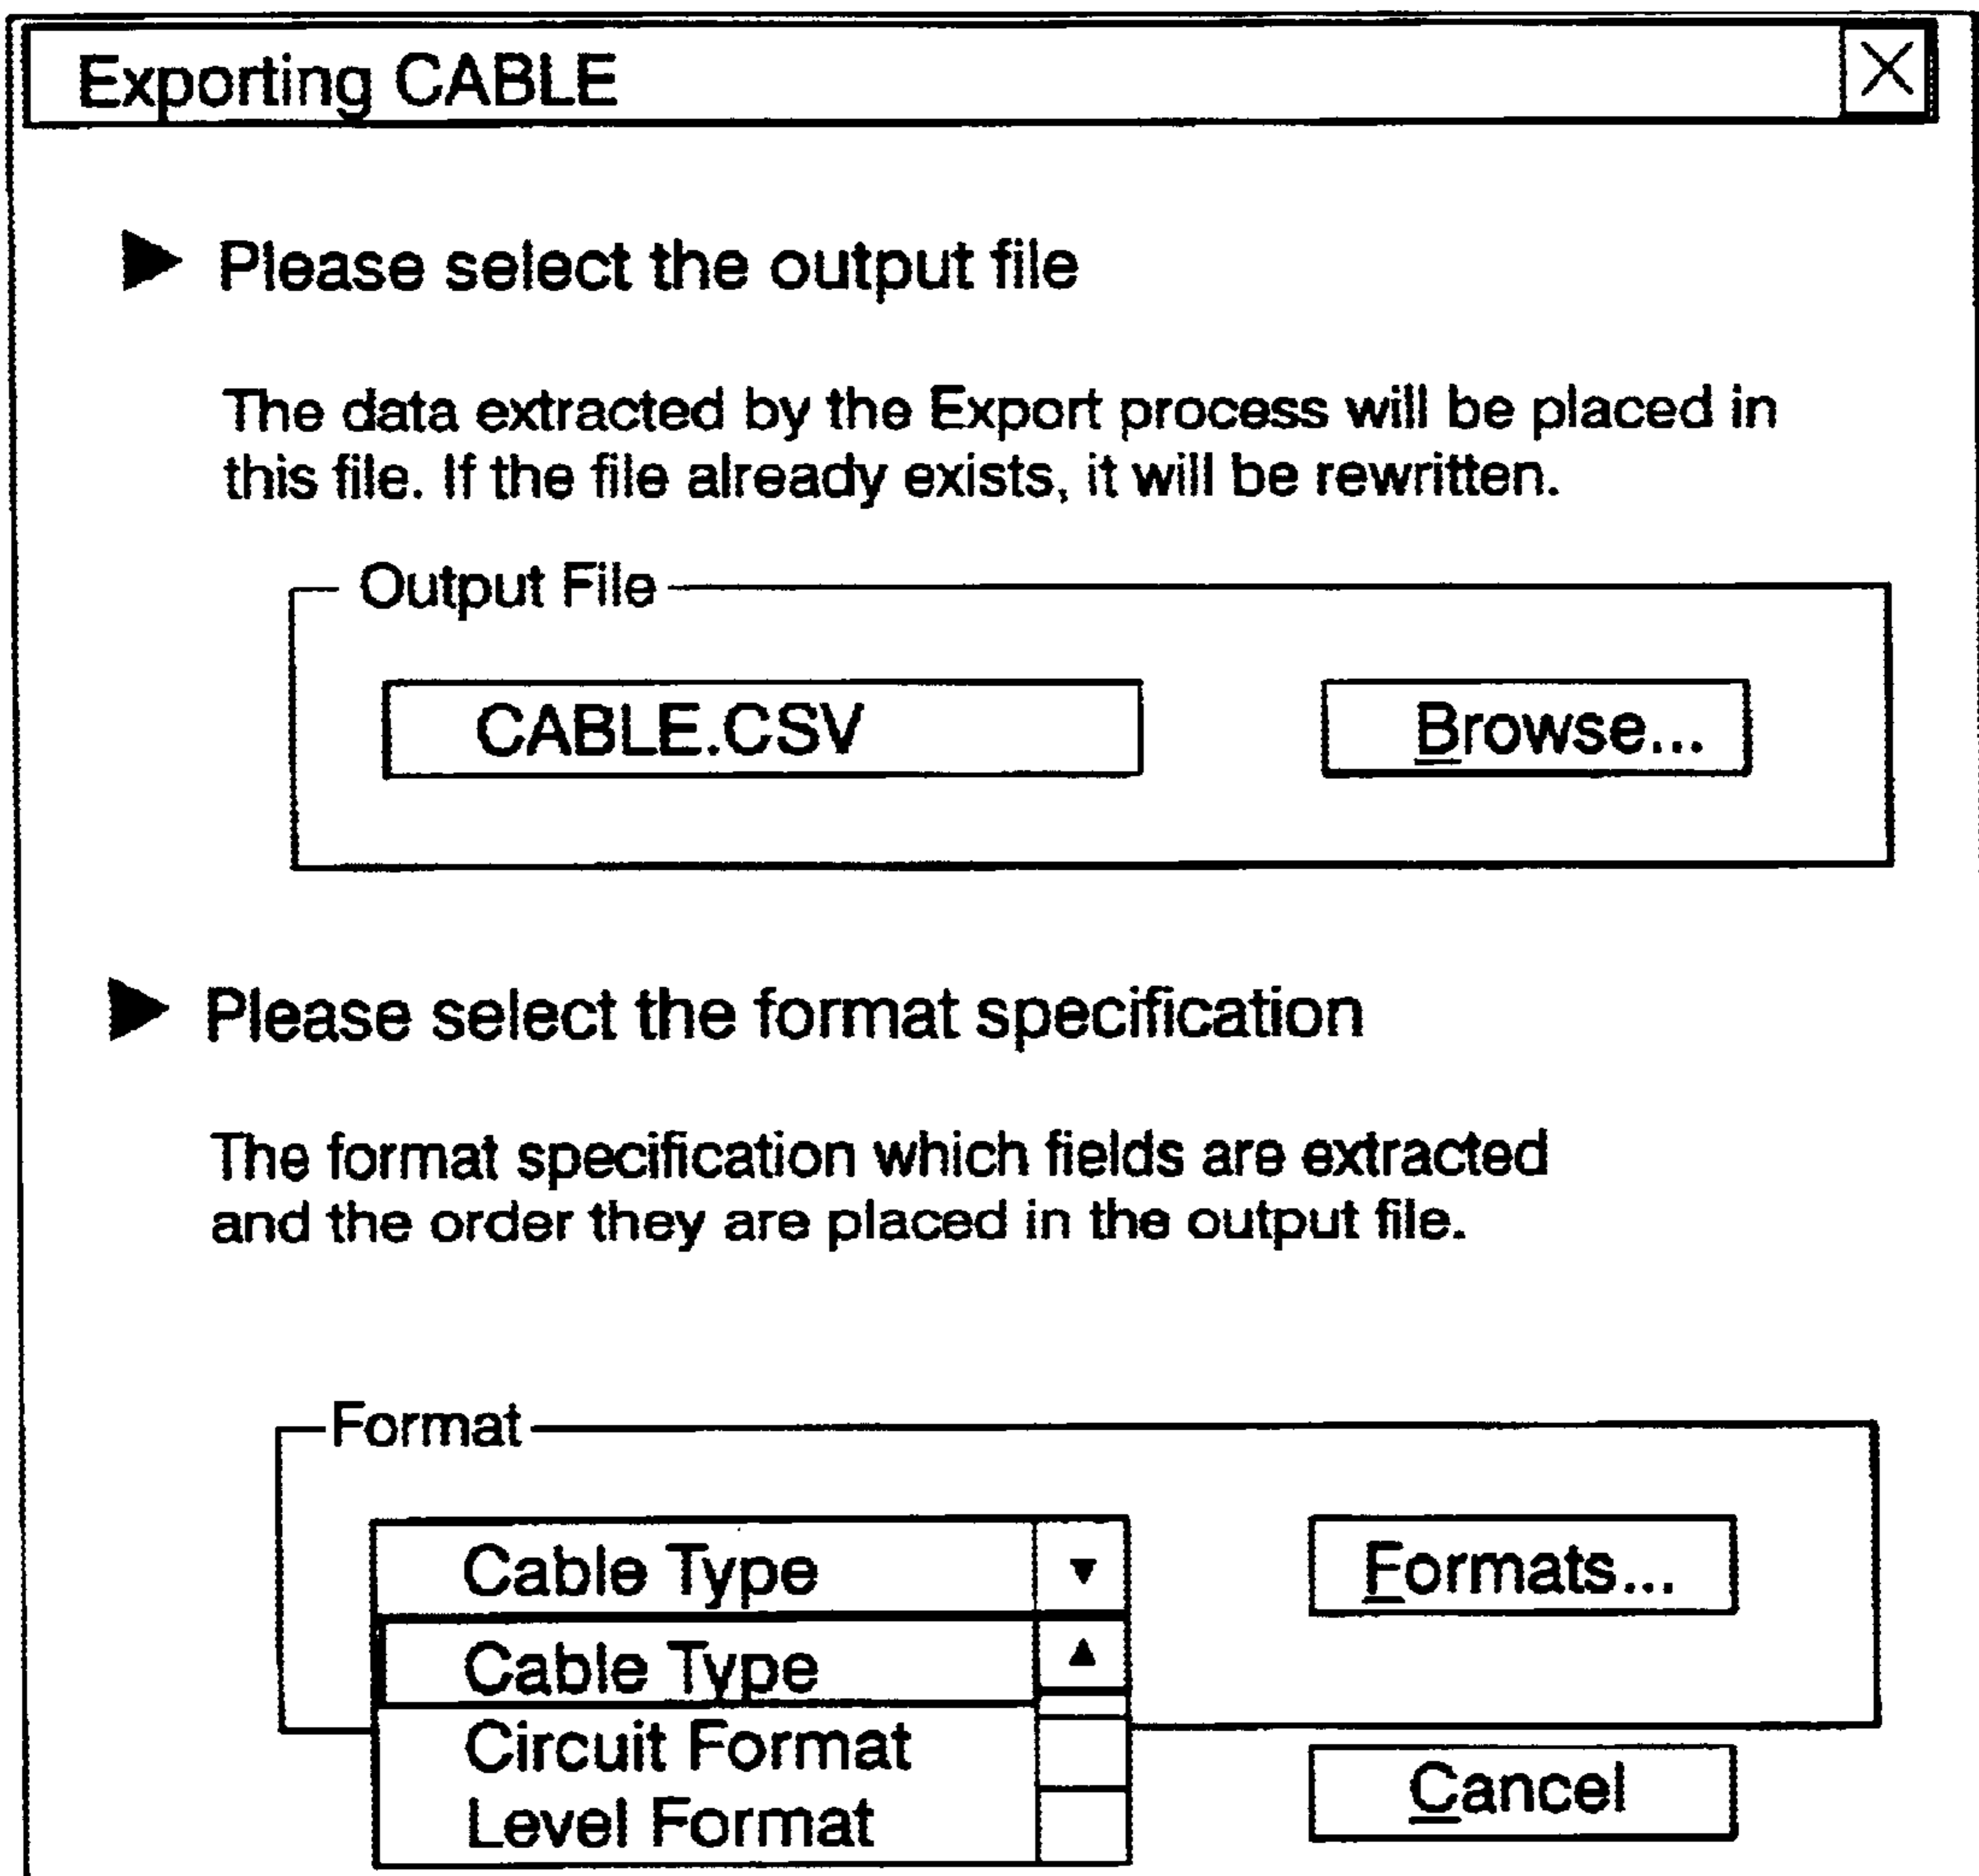 Exporting CABLE
Please select the output file
The data extracted by the Export process will be placed in
this file. If the file already exists, it will be rewritten.
Output File
CABLE.CSV
Browse...
Please select the format specification
The format specification which fields are extracted
and the order they are placed in the output file.
Format
Cable Type
Formats...
Cable Type
Circuit Format
Level Format
Cancel